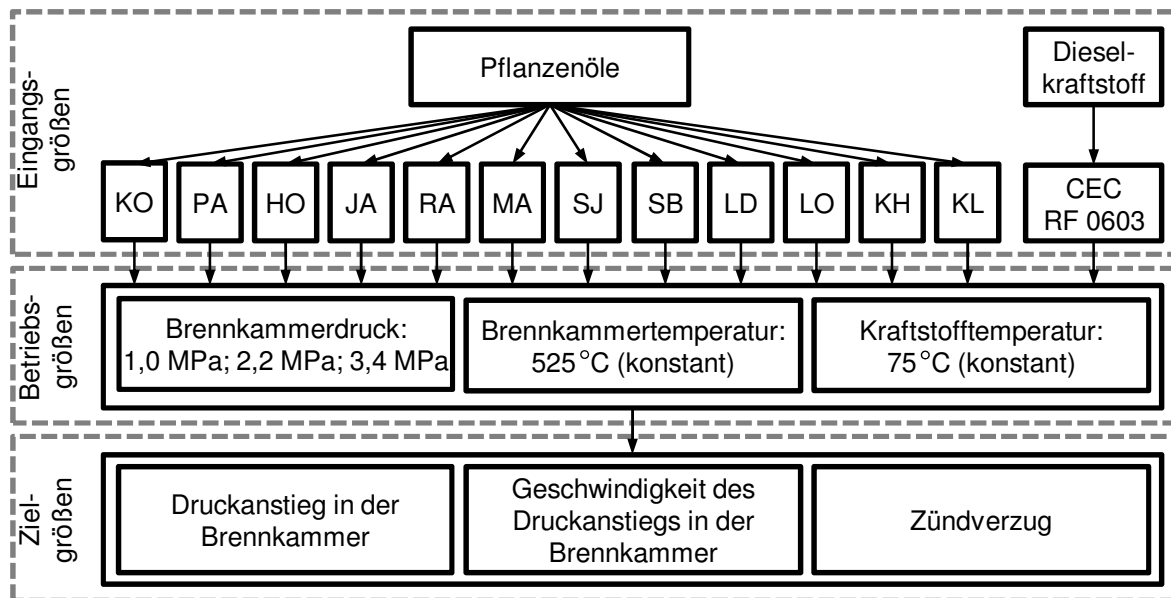 Eingangs-
größen
Pflanzenöle
Diesel-
kraftstoff
KO
PA
HO
JA
RA
MA
SJ
SB
LD
LO
KH
KL
CEC
RF 0603
Betriebs-
größen
Brennkammerdruck:
1,0 MPa; 2,2 MPa; 3,4 MPa
Brennkammertemperatur:
525°C (konstant)
Kraftstofftemperatur:
75°C (konstant)
Ziel-
größen
Druckanstieg in der
Brennkammer
Geschwindigkeit des
Druckanstiegs in der
Brennkammer
Zündverzug